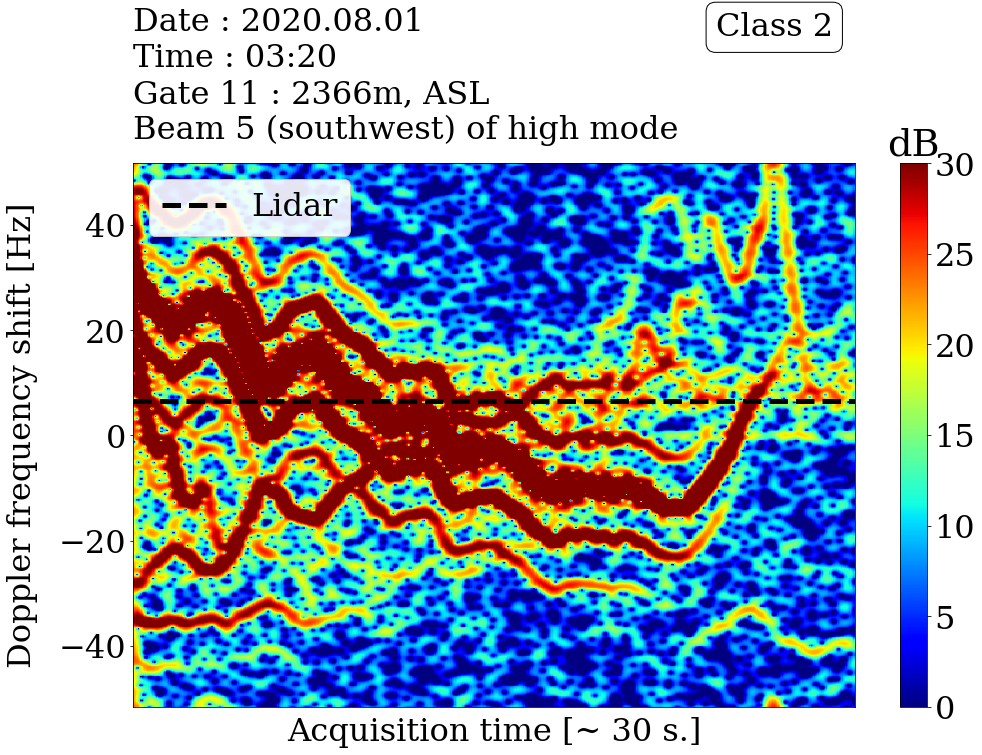 Date : 2020.08.01
Time : 03:20
Gate 11 : 2366m, ASL
Beam 5 (southwest) of high mode
Class 2
dB
Lidar
Doppler frequency shift [Hz]
40
20
0
−20
−40
Acquisition time [~ 30 s.]
30
25
20
15
10
5
0